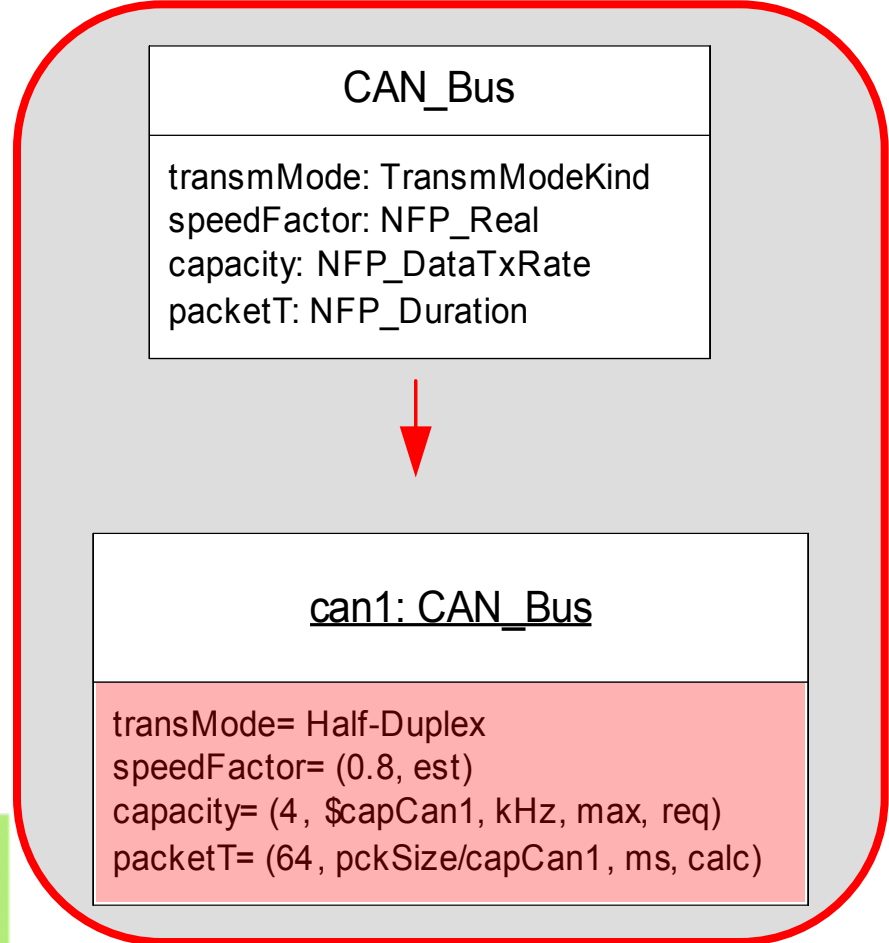 CAN_Bus
transmMode: TransmModeKind
speedFactor: NFP_Real
capacity: NFP_DataTxRate
packetT: NFP_Duration
can1: CAN_Bus
transMode= Half-Duplex
speedFactor= (0.8, est)
capacity= (4, $capCan1, kHz, max, req)
packetT= (64, pckSize/capCan1, ms, calc)